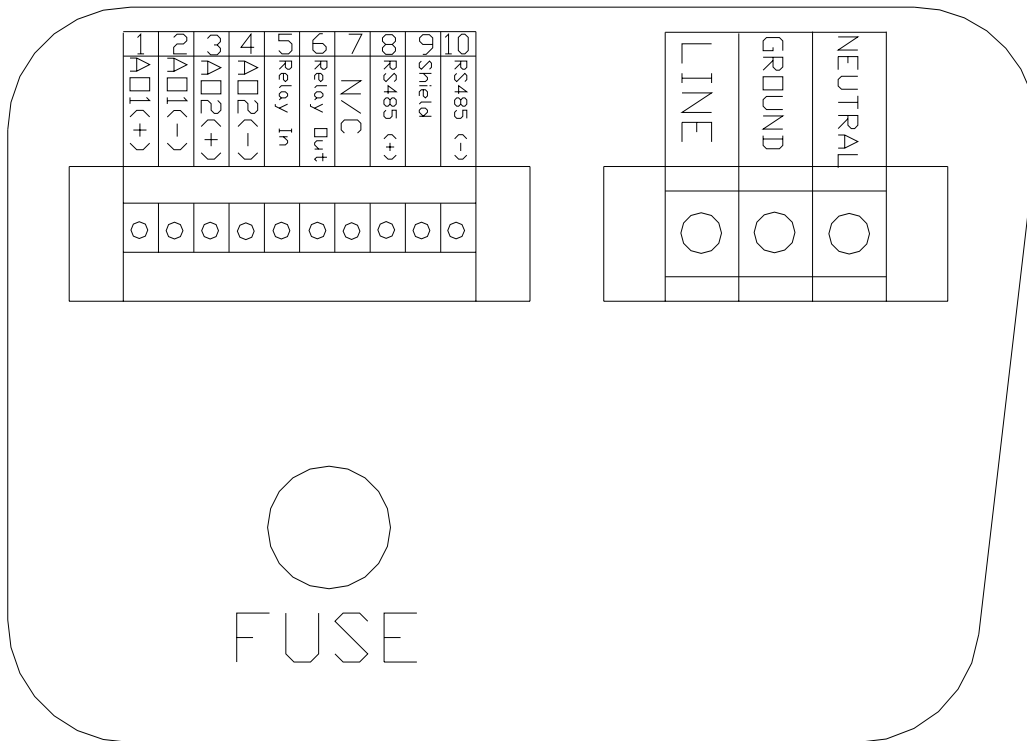 1 2 3 4 5 6 7 8 9 10
AO1(+)
AO1(-)
AO2(+)
AO2(-)
Relay In
Relay Out
N/C
RS485 (+)
Shield
RS485 (-)
LINE
GROUND
NEUTRAL
FUSE